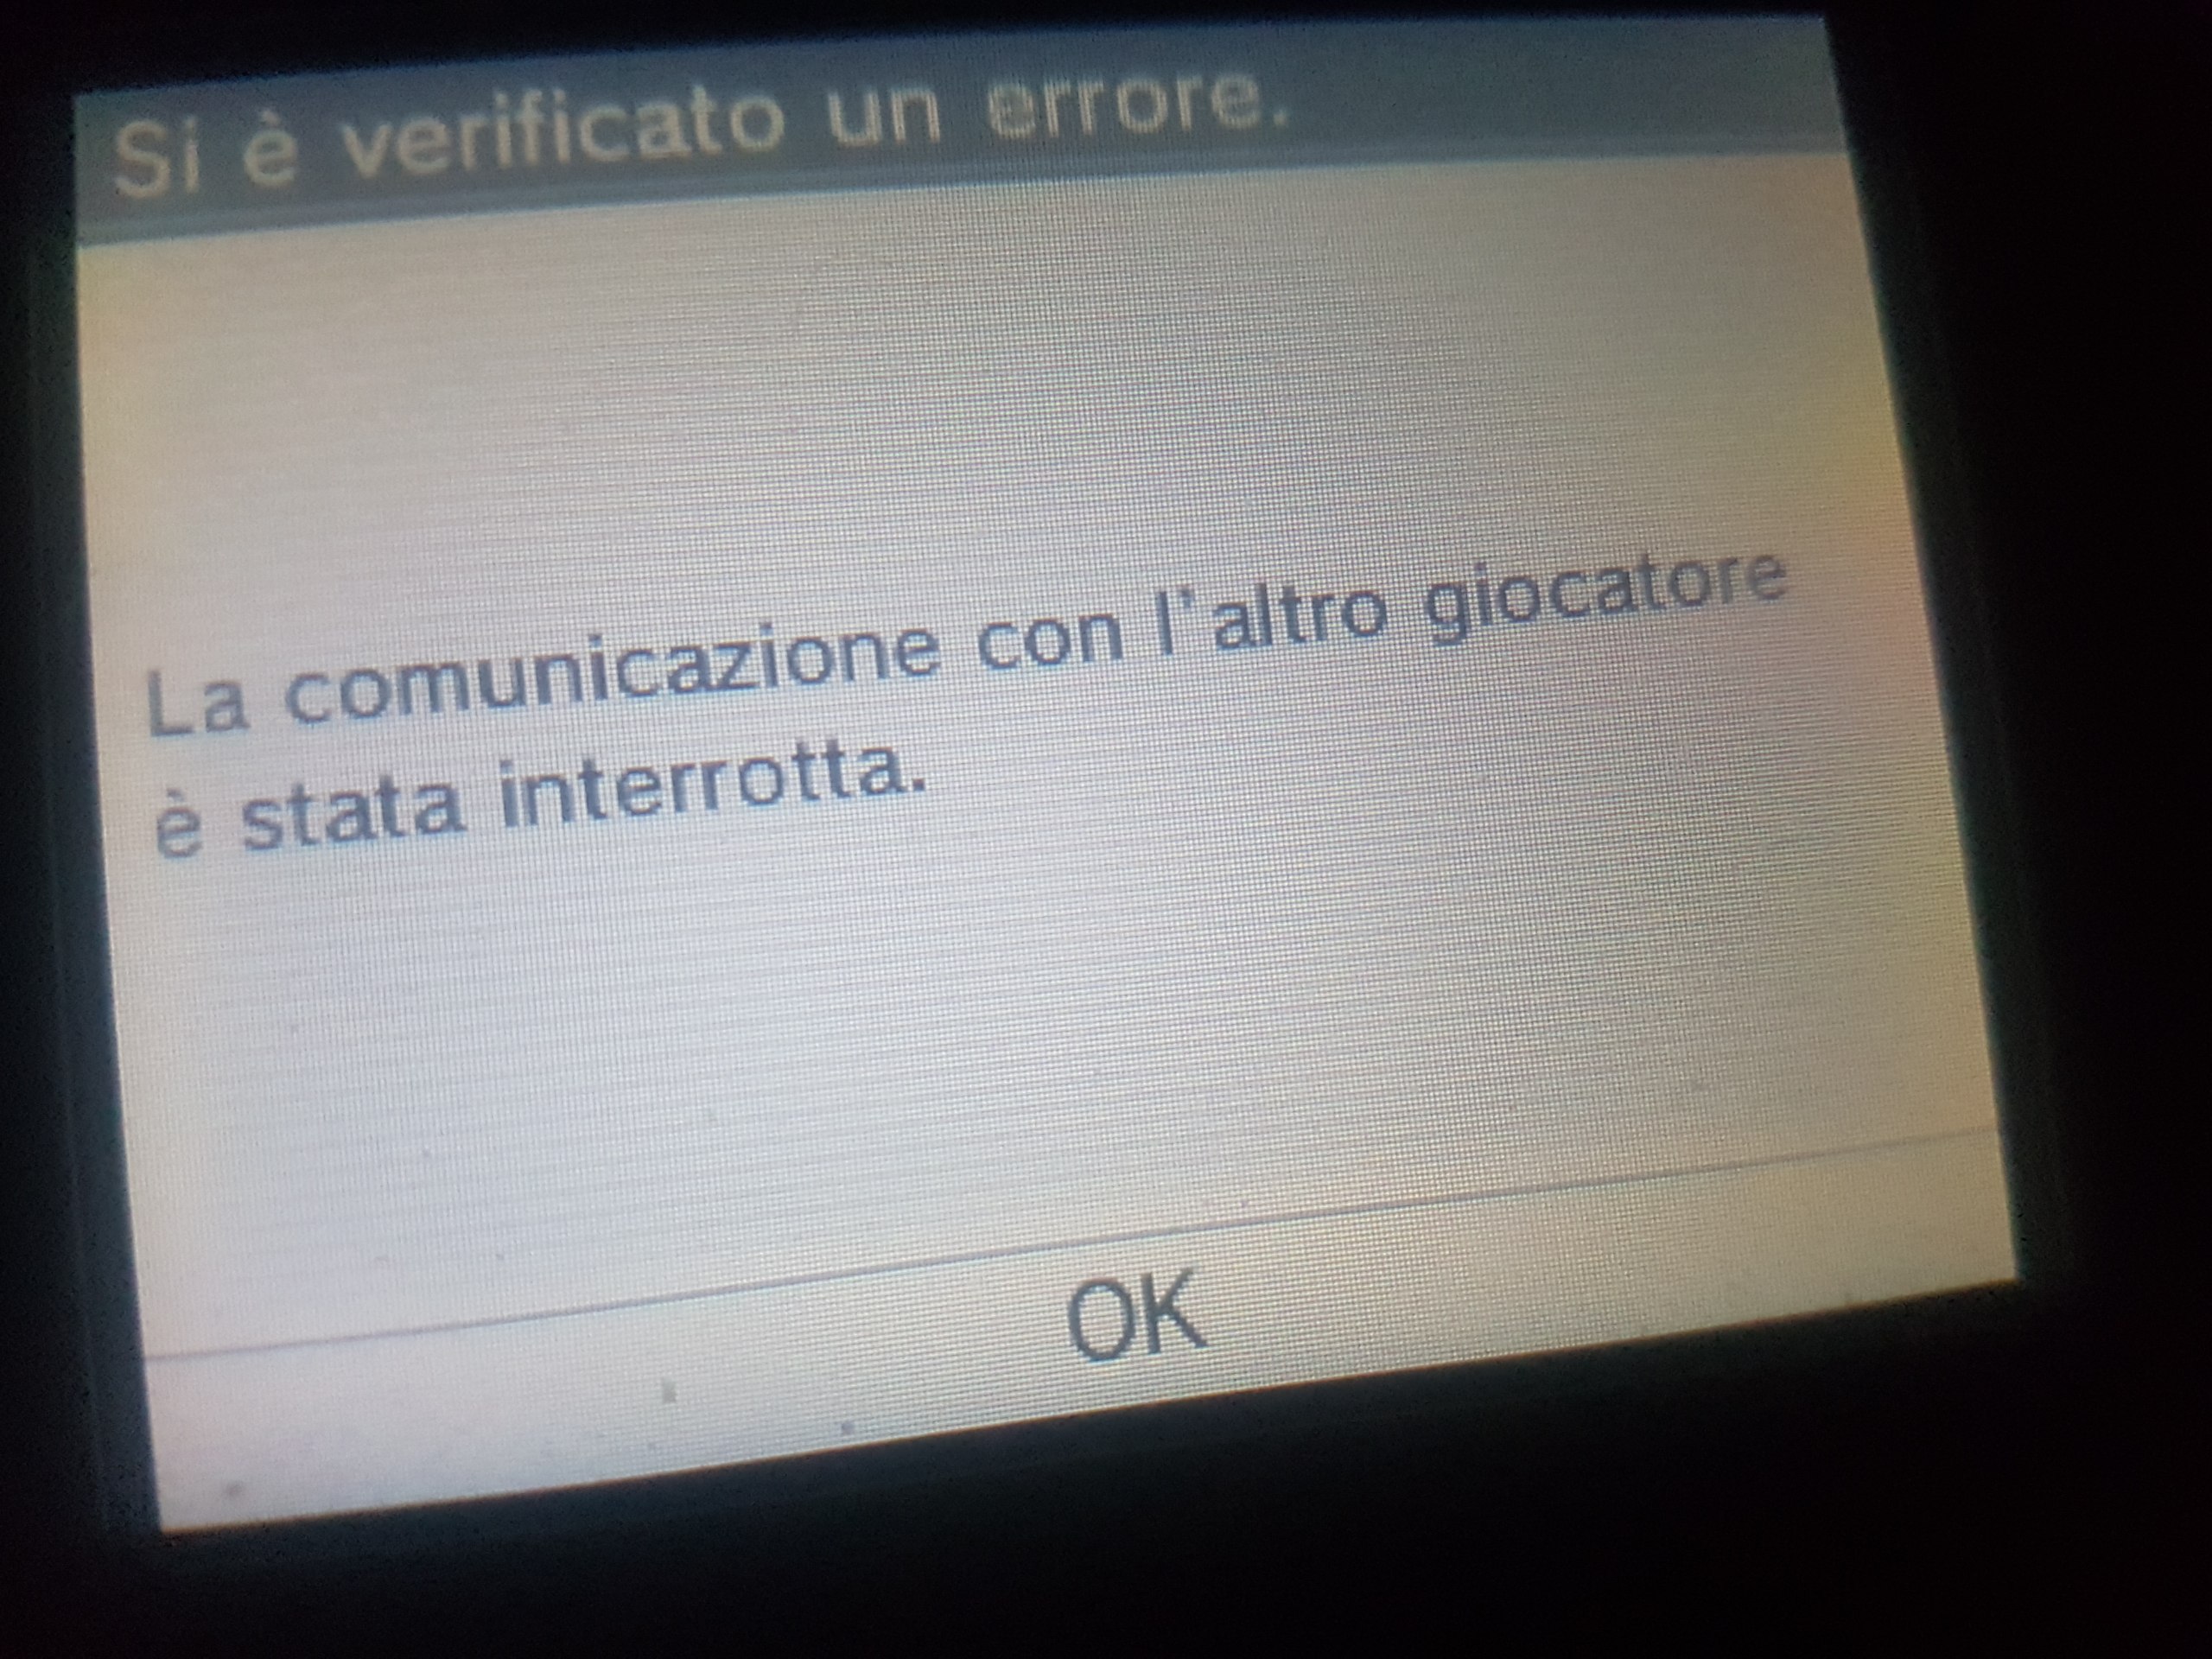 Si è verificato un errore.
La comunicazione con l'altro giocatore
è stata interrotta.
OK